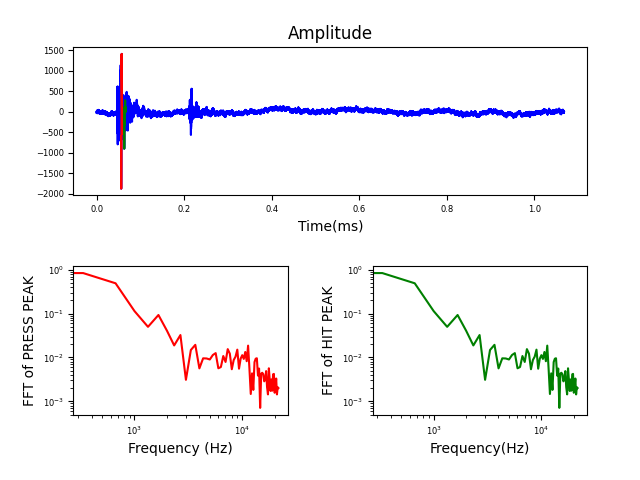 Amplitude
1500
1000
500
0
−500
−1000
−1500
−2000
0.0 0.2 0.4 0.6 0.8 1.0
Time(ms)
FFT of PRESS PEAK
10⁰
10⁻¹
10⁻²
10⁻³
10³ 10⁴
Frequency (Hz)
FFT of HIT PEAK
10⁰
10⁻¹
10⁻²
10⁻³
10³ 10⁴
Frequency(Hz)